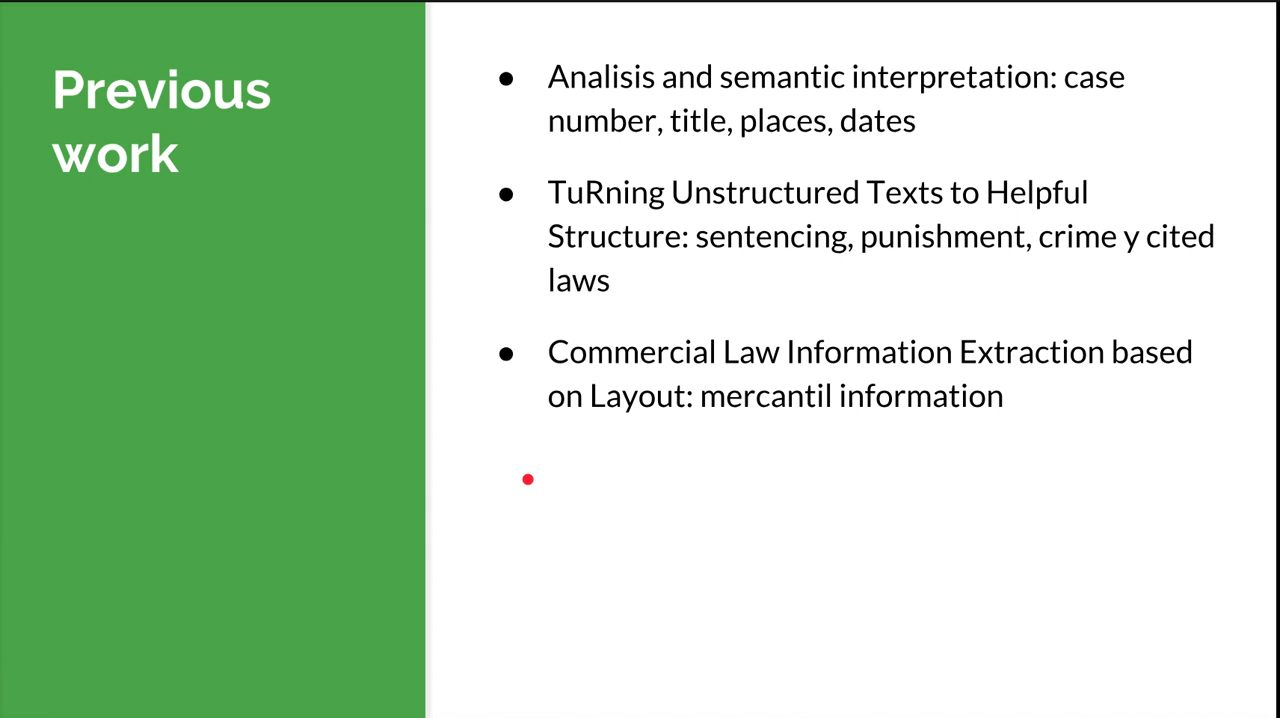 Previous
work
● Analisis and semantic interpretation: case
number, title, places, dates
● TuRning Unstructured Texts to Helpful
Structure: sentencing, punishment, crime y cited
laws
● Commercial Law Information Extraction based
on Layout: mercantil information